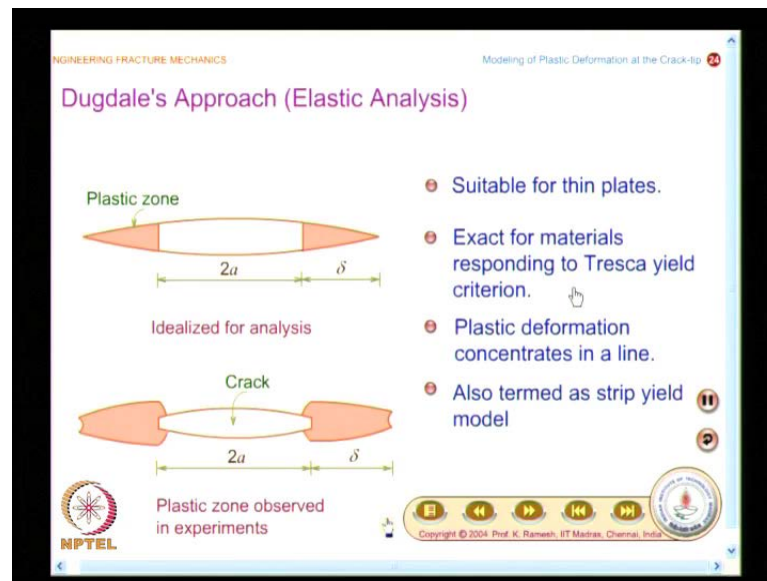 NGINEERING FRACTURE MECHANICS
Modeling of Plastic Deformation at the Crack-tip 24
Dugdale's Approach (Elastic Analysis)
Plastic zone
2a
δ
Idealized for analysis
Crack
2a
δ
Plastic zone observed
in experiments
Suitable for thin plates.
Exact for materials
responding to Tresca yield
criterion.
Plastic deformation
concentrates in a line.
Also termed as strip yield
model
NPTEL
Copyright © 2004 Prof. K. Ramesh, IIT Madras, Chennai, India